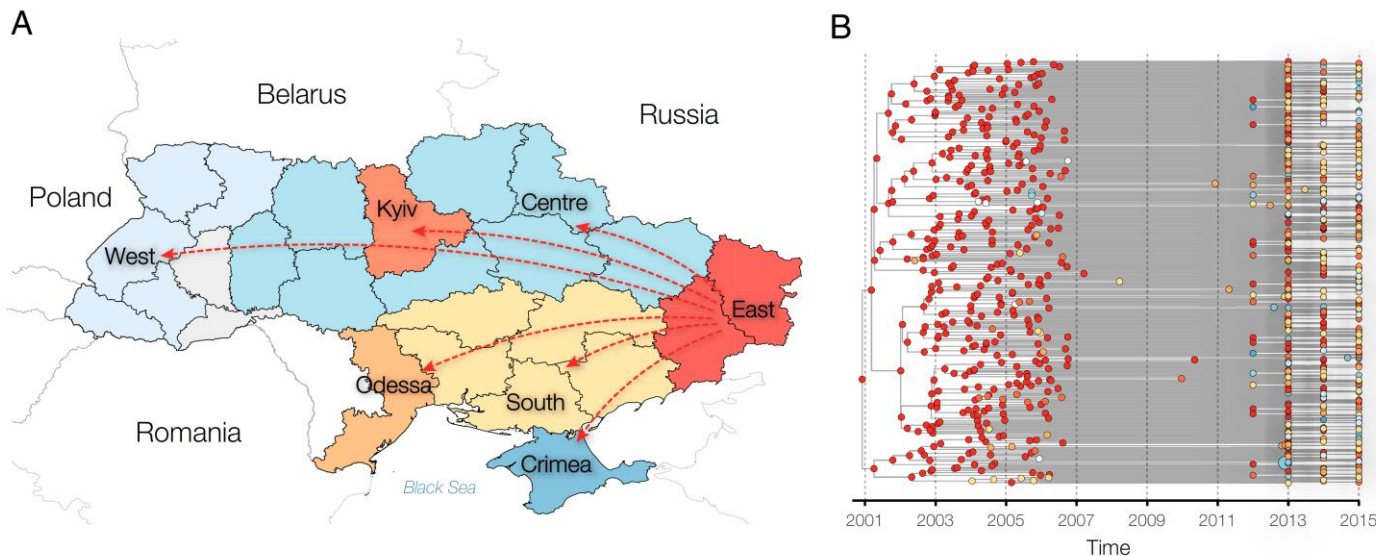 A
Belarus
Russia
Poland
Kyiv
Centre
West
East
Odessa
South
Romania
Crimea
Black Sea
B
2001 2003 2005 2007 2009 2011 2013 2015
Time